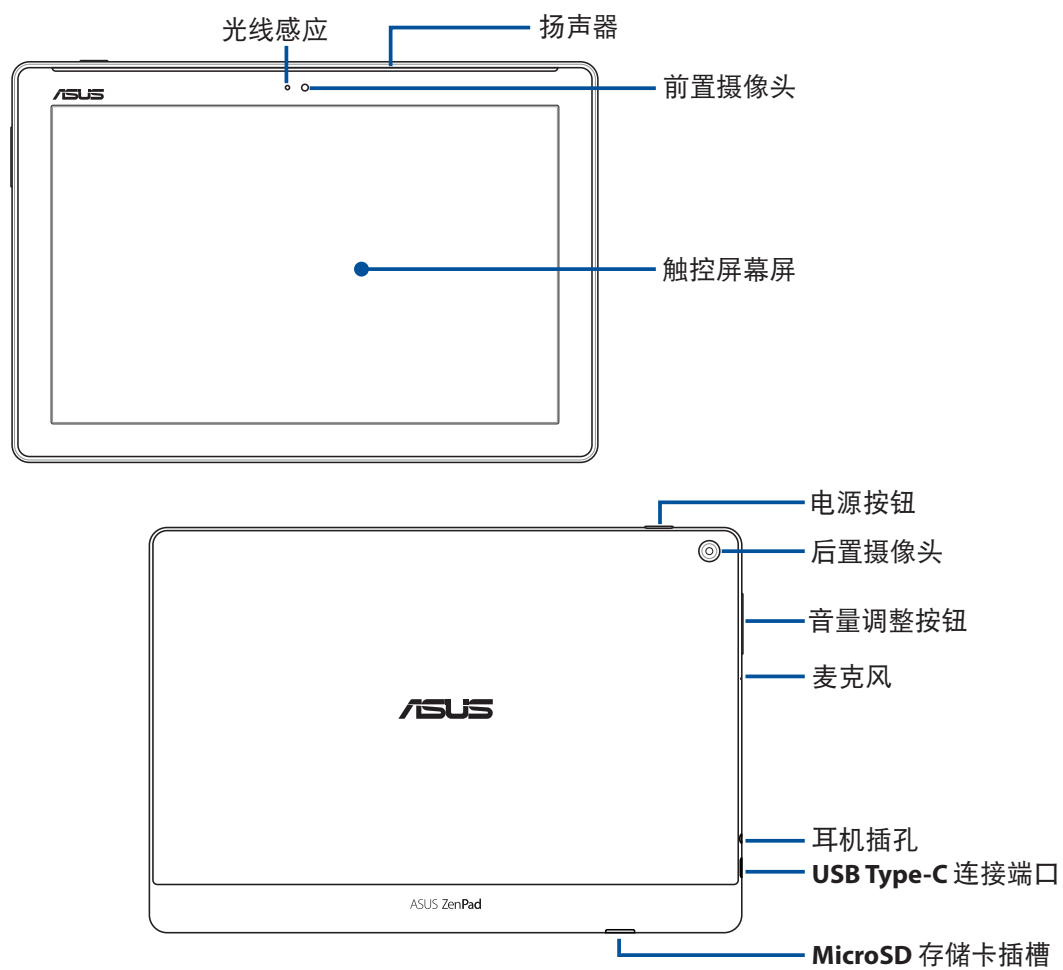 光线感应
扬声器
ASUS
前置摄像头
触控屏幕屏
电源按钮
后置摄像头
音量调整按钮
麦克风
ASUS
耳机插孔
USB Type-C 连接端口
ASUS ZenPad
MicroSD 存储卡插槽